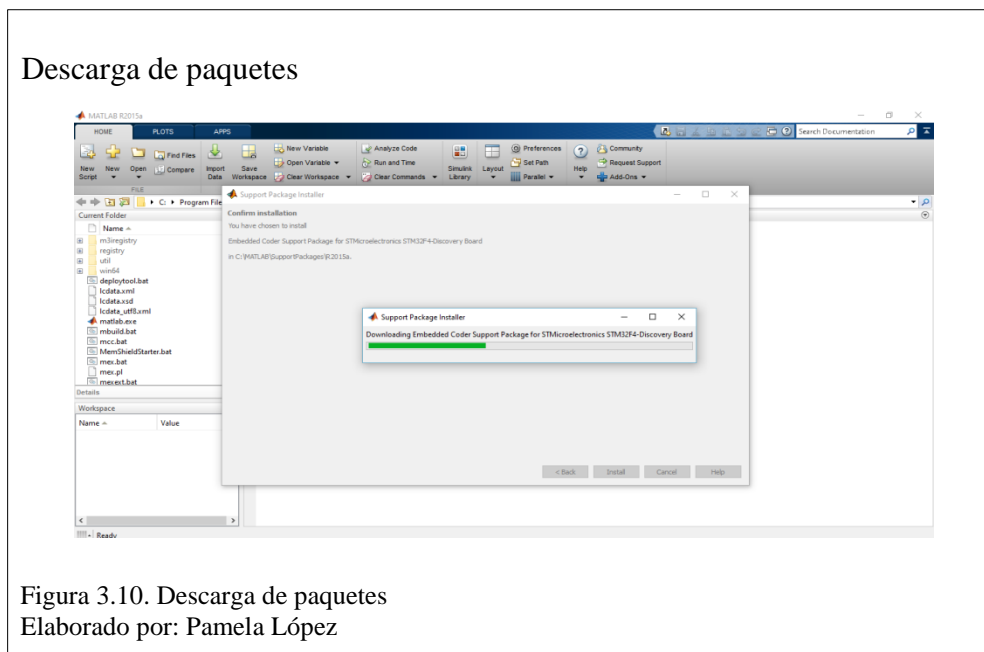 Descarga de paquetes
MATLAB R2015a
HOME PLOTS APPS
Search Documentation
New Script
New
Open
Find Files
Compare
Import Data
Save Workspace
New Variable
Open Variable
Clear Workspace
Analyze Code
Run and Time
Clear Commands
Simulink Library
Layout
Preferences
Set Path
Parallel
Help
Community
Request Support
Add-Ons
FILE
C: Program File
Current Folder
Name
m3iregistry
registry
util
win64
deploytool.bat
lcdata.xml
lcdata.xsd
lcdata_utf8.xml
matlab.exe
mbuild.bat
mcc.bat
MemShieldStarter.bat
mex.bat
mex.pl
mexext.bat
Details
Workspace
Name Value
Ready
Support Package Installer
Confirm installation
You have chosen to install
Embedded Coder Support Package for STMicroelectronics STM32F4-Discovery Board
in C:\MATLAB\SupportPackages\R2015a.
Support Package Installer
Downloading Embedded Coder Support Package for STMicroelectronics STM32F4-Discovery Board
< Back Install Cancel Help
Figura 3.10. Descarga de paquetes
Elaborado por: Pamela López